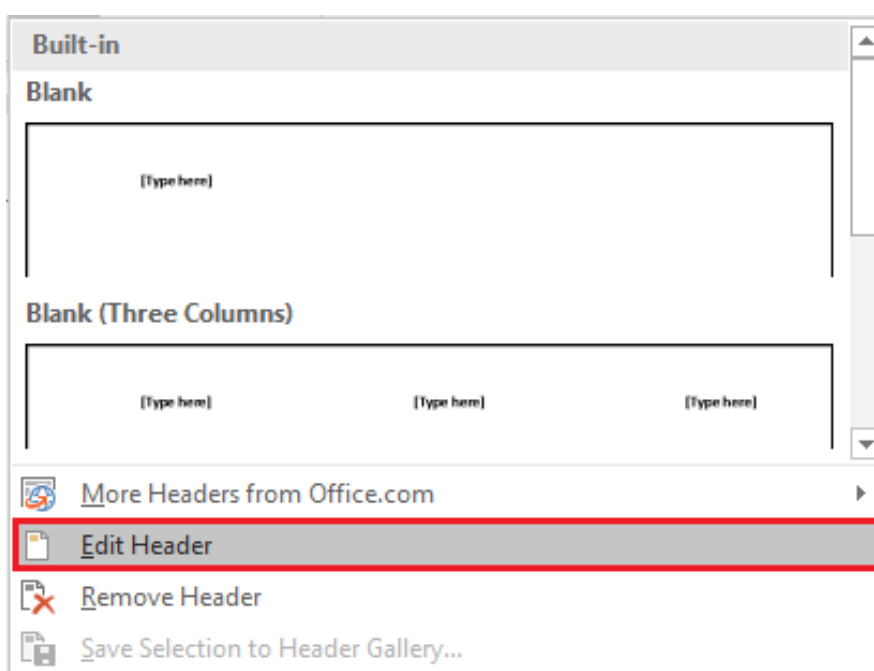 Built-in
Blank
[Type here]
Blank (Three Columns)
[Type here] [Type here] [Type here]
More Headers from Office.com
Edit Header
Remove Header
Save Selection to Header Gallery...